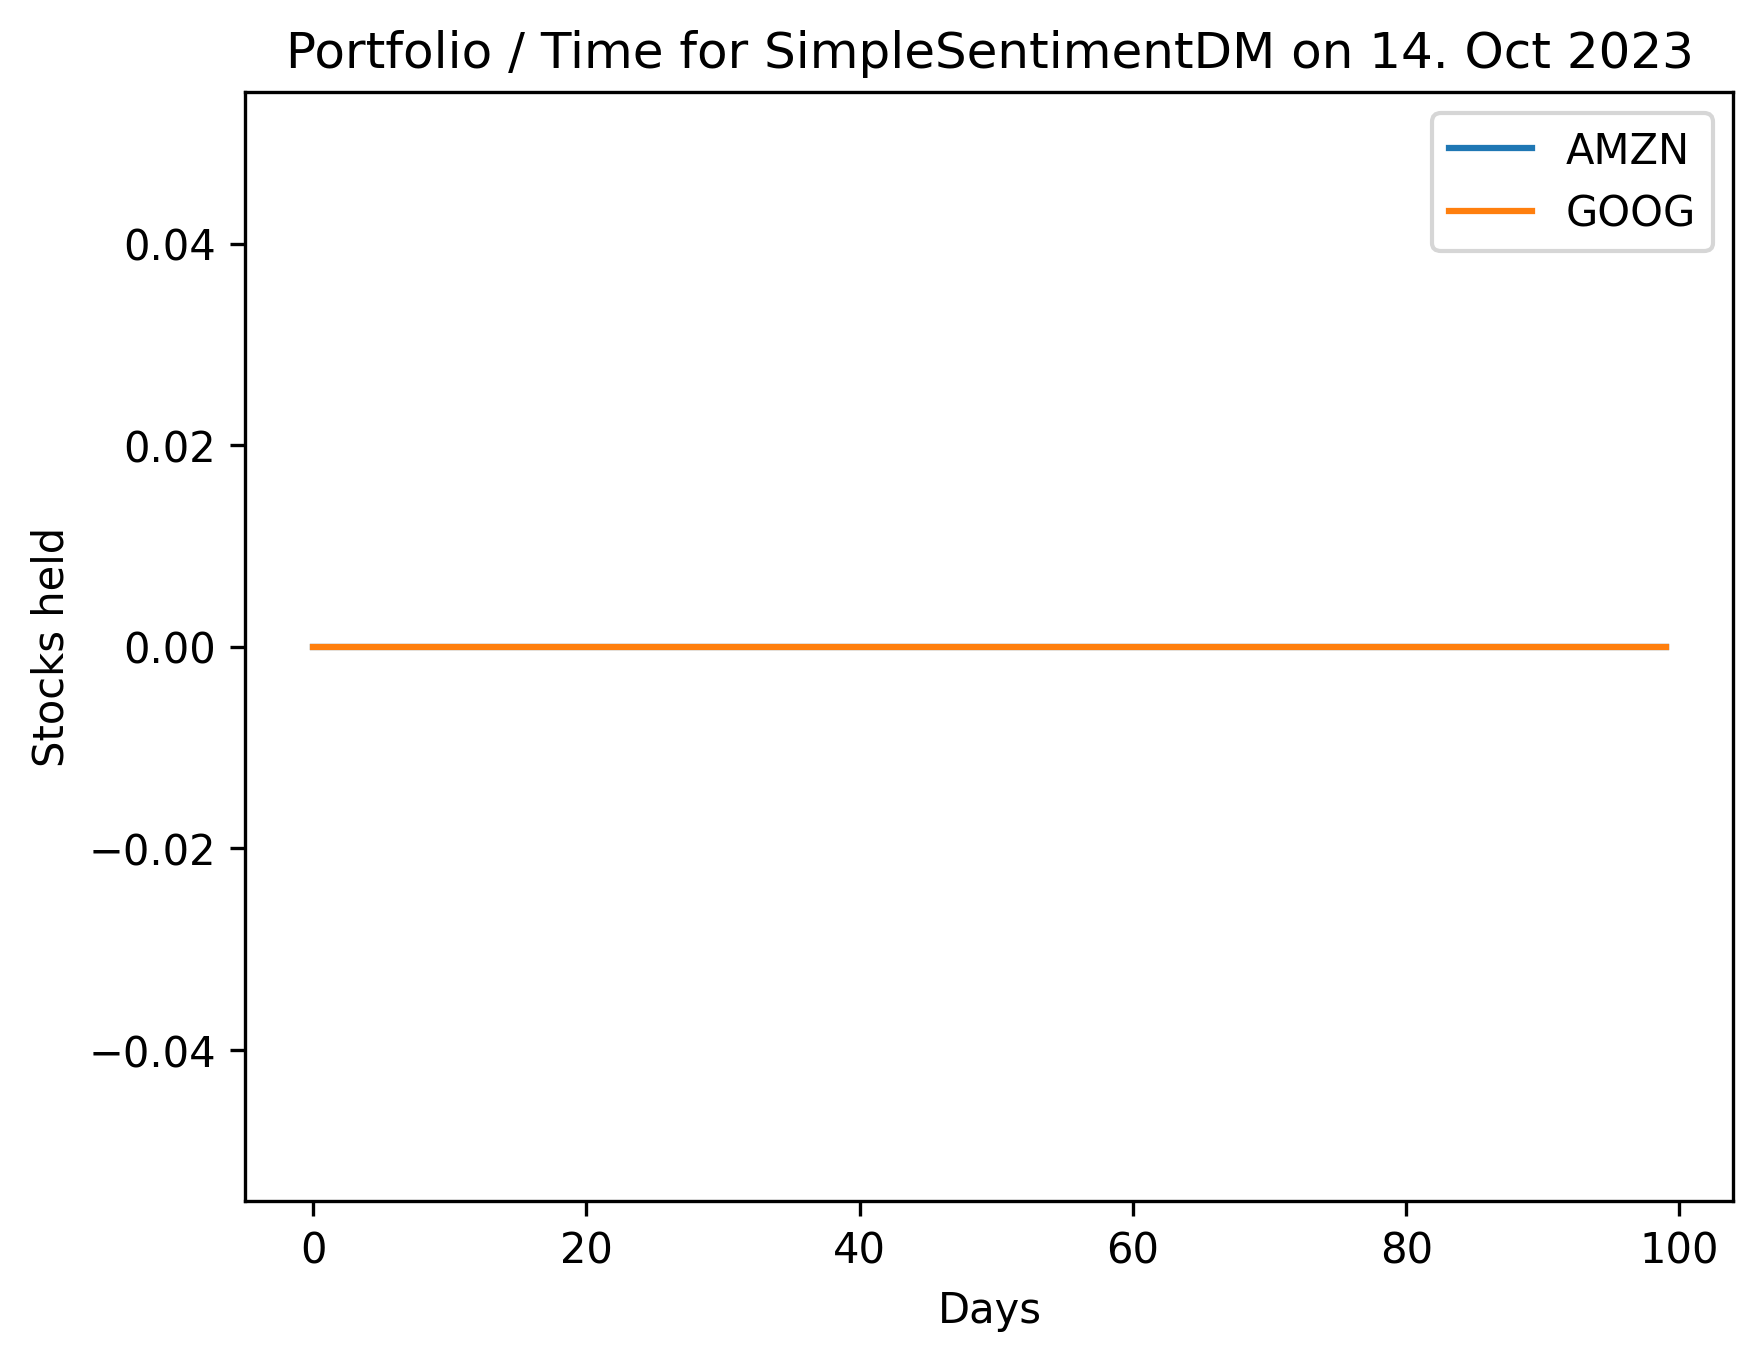 Portfolio / Time for SimpleSentimentDM on 14. Oct 2023
AMZN
GOOG
0.04
0.02
0.00
−0.02
−0.04
Stocks held
0 20 40 60 80 100
Days